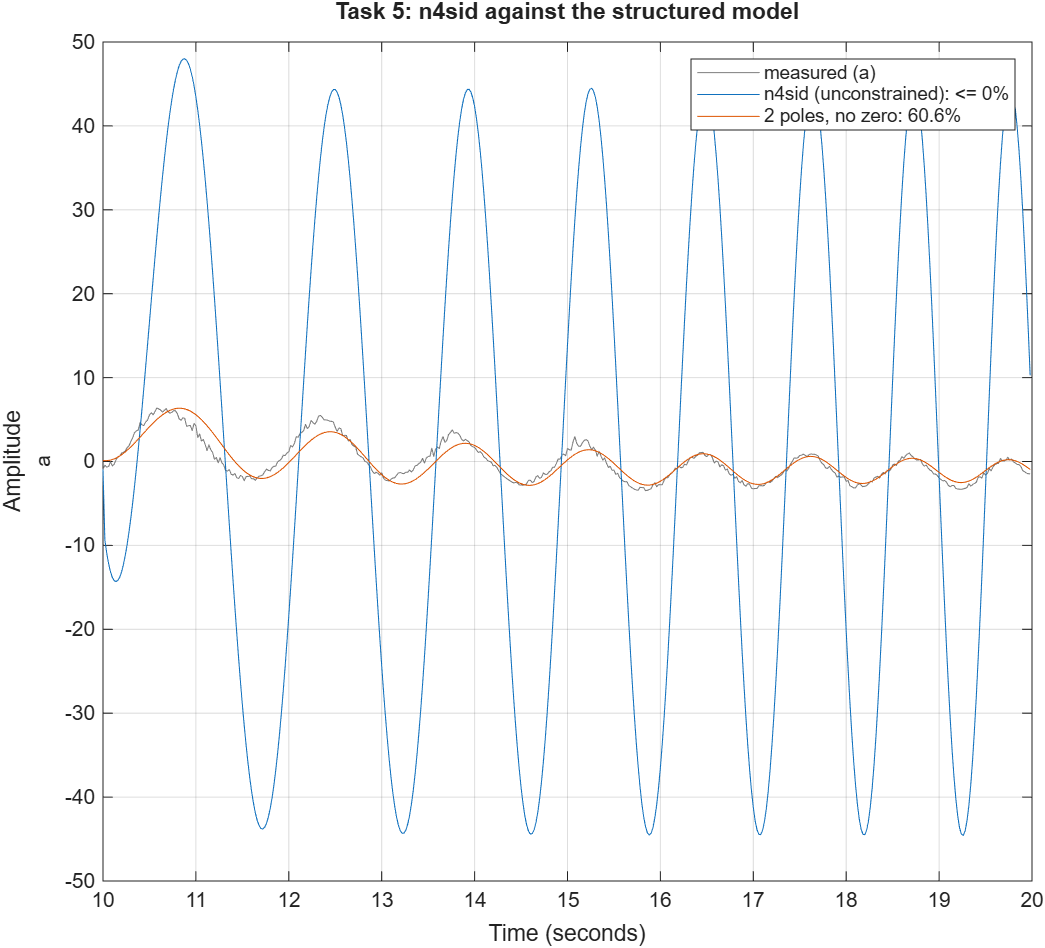 Task 5: n4sid against the structured model
measured (a)
n4sid (unconstrained): <= 0%
2 poles, no zero: 60.6%
50
40
30
20
10
0
-10
-20
-30
-40
-50
Amplitude
a
10 11 12 13 14 15 16 17 18 19 20
Time (seconds)